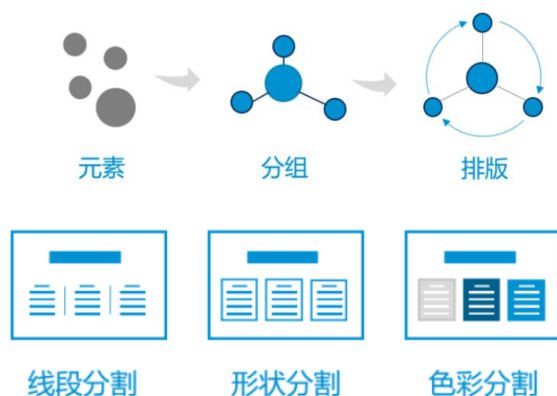 元素
分组
排版
线段分割
形状分割
色彩分割